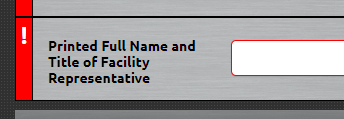 !
Printed Full Name and
Title of Facility
Representative